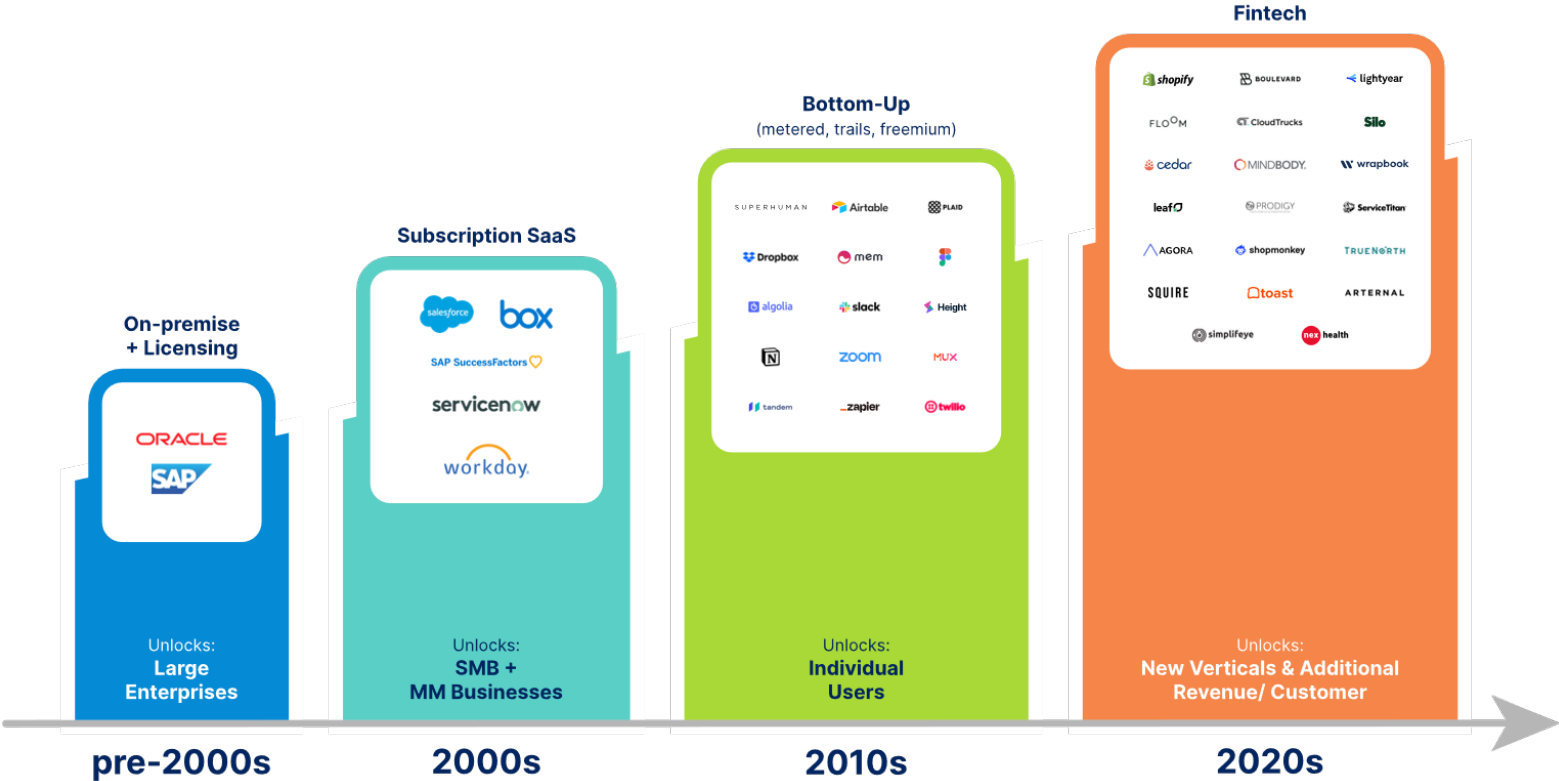 Fintech
shopify
BOULEVARD
lightyear
FLOOM
CloudTrucks
Silo
cedar
MINDBODY.
wrapbook
leaf
PRODIGY
ServiceTitan
AGORA
shopmonkey
TRUENORTH
SQUIRE
toast
ARTERNAL
simplifeye
nexhealth
Bottom-Up
(metered, trails, freemium)
SUPERHUMAN
Airtable
PLAID
Dropbox
mem
algolia
slack
Height
N
zoom
MUX
tandem
_zapier
twilio
Subscription SaaS
salesforce
box
SAP SuccessFactors
servicenow
workday.
On-premise
+ Licensing
ORACLE
SAP
Unlocks:
Large
Enterprises
Unlocks:
SMB +
MM Businesses
Unlocks:
Individual
Users
Unlocks:
New Verticals & Additional
Revenue/ Customer
pre-2000s
2000s
2010s
2020s